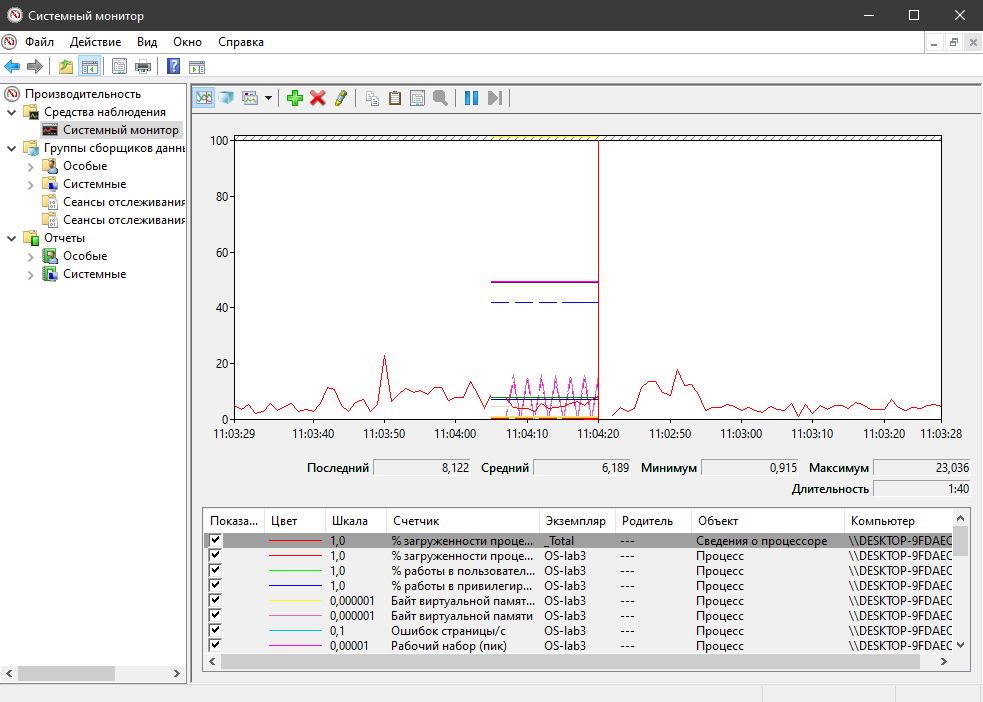 Системный монитор
Файл Действие Вид Окно Справка
Производительность
Средства наблюдения
Системный монитор
Группы сборщиков данны
Особые
Системные
Сеансы отслеживания
Сеансы отслеживания
Отчеты
Особые
Системные
100
80
60
40
20
0
11:03:29 11:03:40 11:03:50 11:04:00 11:04:10 11:04:20 11:02:50 11:03:00 11:03:10 11:03:20 11:03:28
Последний 8,122 Средний 6,189 Минимум 0,915 Максимум 23,036
Длительность 1:40
Показа... Цвет Шкала Счетчик Экземпляр Родитель Объект Компьютер
1,0 % загруженности проце... _Total --- Сведения о процессоре \\DESKTOP-9FDAEC
1,0 % загруженности проце... OS-lab3 --- Процесс \\DESKTOP-9FDAEC
1,0 % работы в пользовател... OS-lab3 --- Процесс \\DESKTOP-9FDAEC
1,0 % работы в привилегир... OS-lab3 --- Процесс \\DESKTOP-9FDAEC
0,000001 Байт виртуальной памят... OS-lab3 --- Процесс \\DESKTOP-9FDAEC
0,000001 Байт виртуальной памяти OS-lab3 --- Процесс \\DESKTOP-9FDAEC
0,1 Ошибок страницы/с OS-lab3 --- Процесс \\DESKTOP-9FDAEC
0,00001 Рабочий набор (пик) OS-lab3 --- Процесс \\DESKTOP-9FDAEC